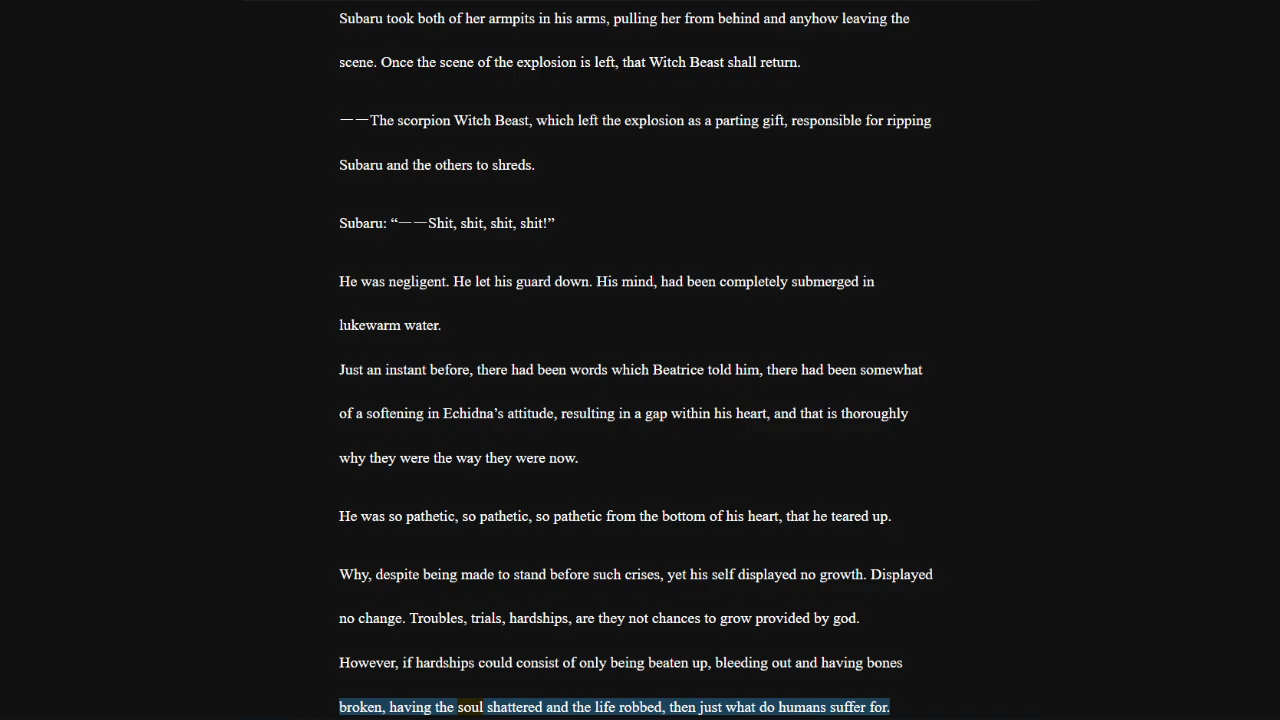 Subaru took both of her armpits in his arms, pulling her from behind and anyhow leaving the
scene. Once the scene of the explosion is left, that Witch Beast shall return.
――The scorpion Witch Beast, which left the explosion as a parting gift, responsible for ripping
Subaru and the others to shreds.
Subaru: “――Shit, shit, shit, shit!”
He was negligent. He let his guard down. His mind, had been completely submerged in
lukewarm water.
Just an instant before, there had been words which Beatrice told him, there had been somewhat
of a softening in Echidna’s attitude, resulting in a gap within his heart, and that is thoroughly
why they were the way they were now.
He was so pathetic, so pathetic, so pathetic from the bottom of his heart, that he teared up.
Why, despite being made to stand before such crises, yet his self displayed no growth. Displayed
no change. Troubles, trials, hardships, are they not chances to grow provided by god.
However, if hardships could consist of only being beaten up, bleeding out and having bones
broken, having the soul shattered and the life robbed, then just what do humans suffer for.